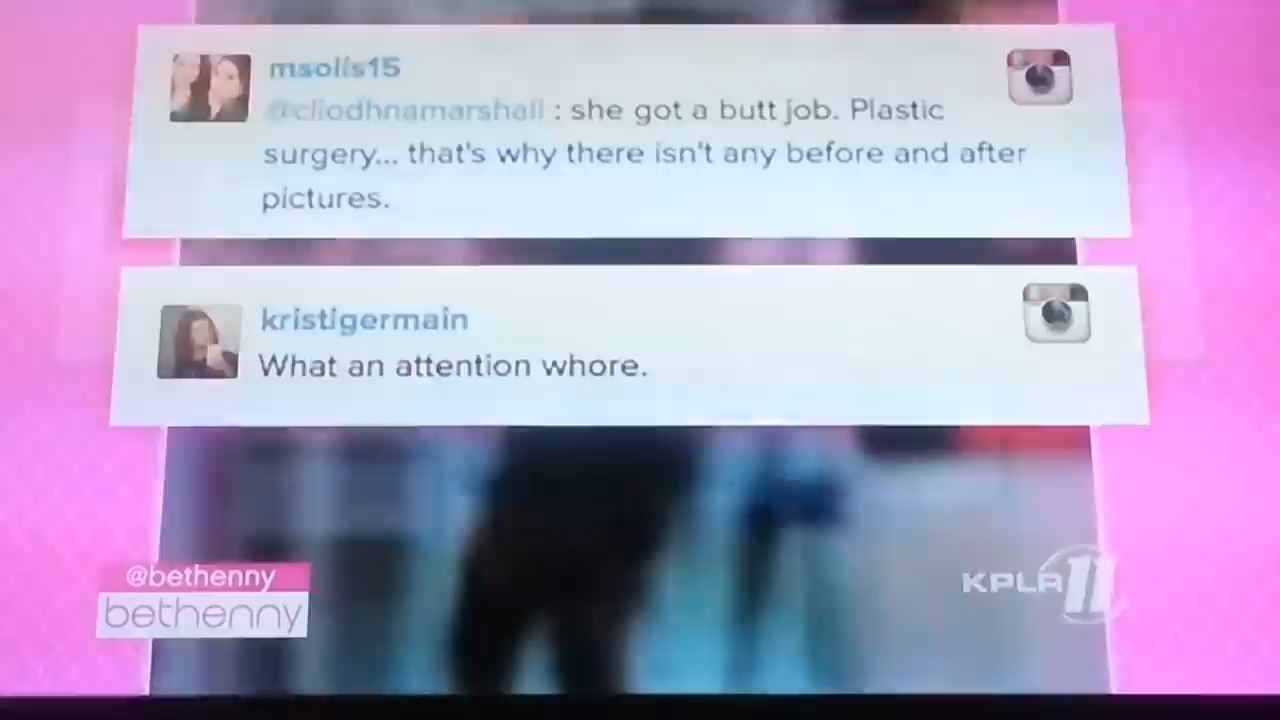 msolis15
@cliodhnamarshall : she got a butt job. Plastic
surgery... that's why there isn't any before and after
pictures.
kristigermain
What an attention whore.
@bethenny
bethenny
KPLR 11